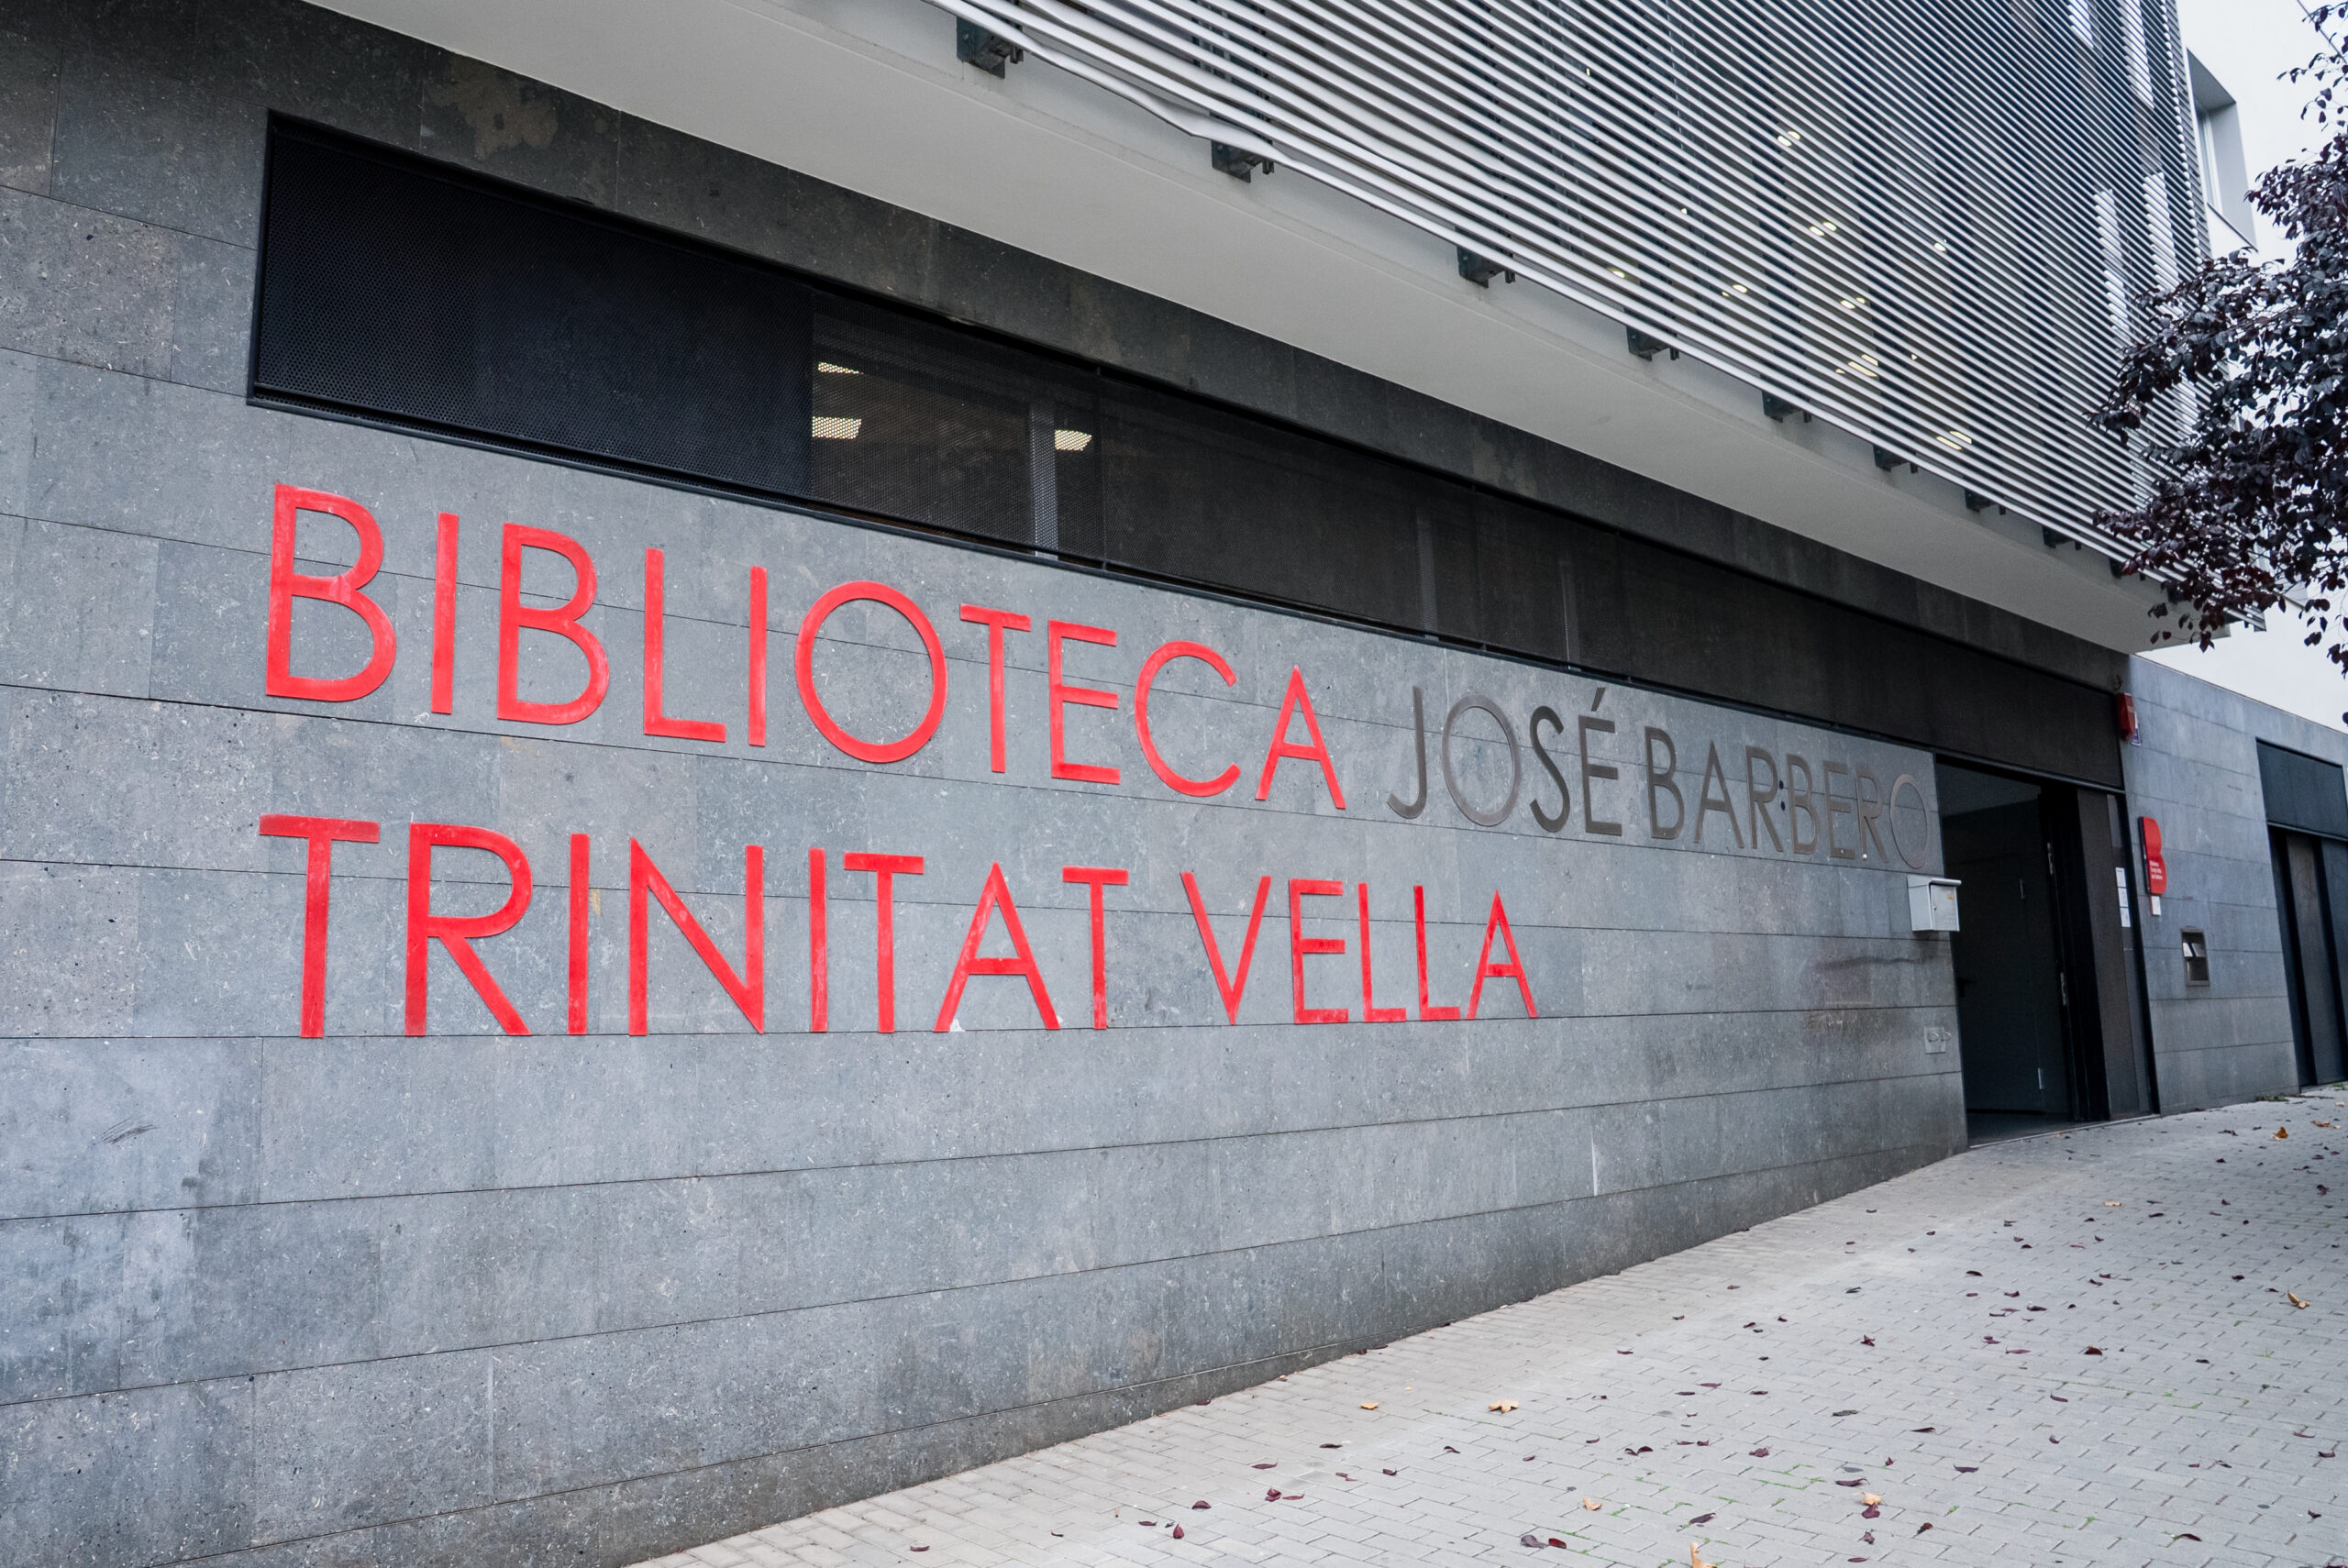 BIBLIOTECA JOSÉ BARBERO
TRINITAT VELLA
B